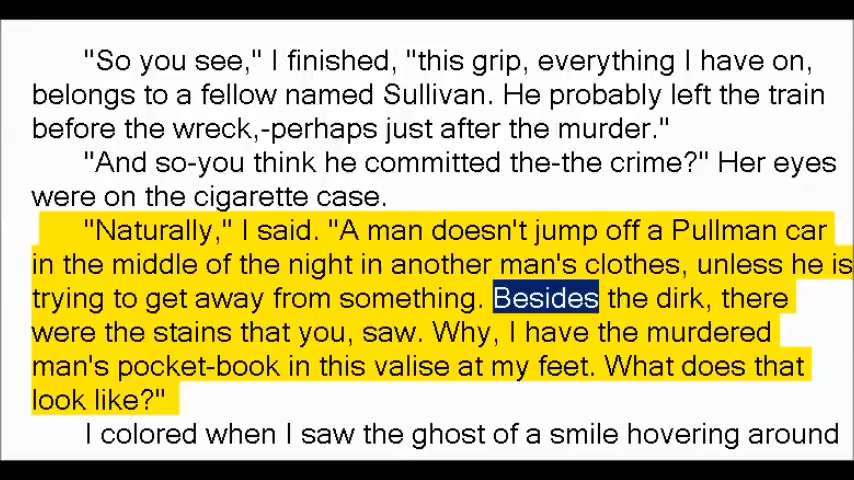 "So you see," I finished, "this grip, everything I have on,
belongs to a fellow named Sullivan. He probably left the train
before the wreck,-perhaps just after the murder."
"And so-you think he committed the-the crime?" Her eyes
were on the cigarette case.
"Naturally," I said. "A man doesn't jump off a Pullman car
in the middle of the night in another man's clothes, unless he is
trying to get away from something. Besides the dirk, there
were the stains that you, saw. Why, I have the murdered
man's pocket-book in this valise at my feet. What does that
look like?"
I colored when I saw the ghost of a smile hovering around